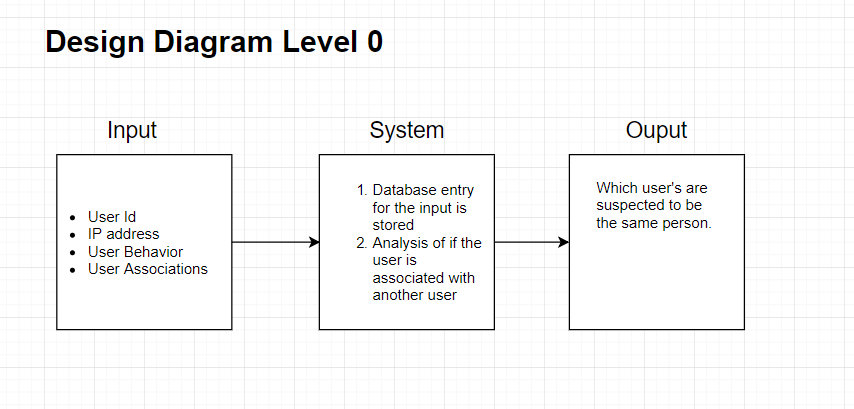 Design Diagram Level 0
Input
System
Ouput
• User Id
• IP address
• User Behavior
• User Associations
1. Database entry
for the input is
stored
2. Analysis of if the
user is
associated with
another user
Which user's are
suspected to be
the same person.